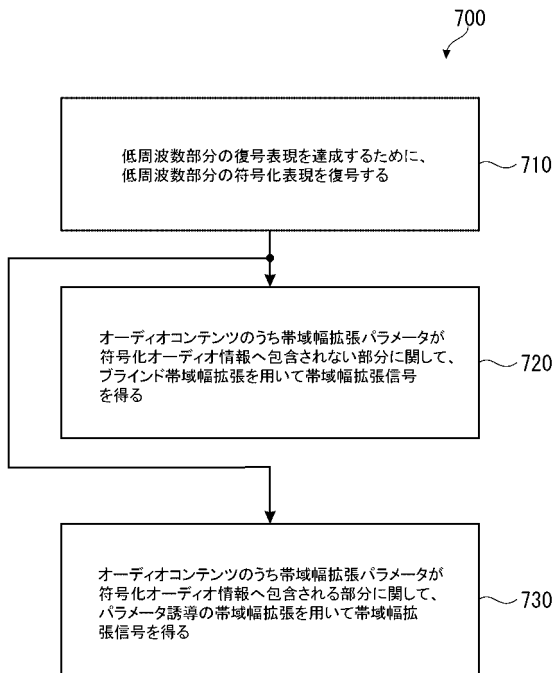 700
低周波数部分の復号表現を達成するために、
低周波数部分の符号化表現を復号する
710
オーディオコンテンツのうち帯域幅拡張パラメータが
符号化オーディオ情報へ包含されない部分に関して、
ブラインド帯域幅拡張を用いて帯域幅拡張信号
を得る
720
オーディオコンテンツのうち帯域幅拡張パラメータが
符号化オーディオ情報へ包含される部分に関して、
パラメータ誘導の帯域幅拡張を用いて帯域幅拡
張信号を得る
730